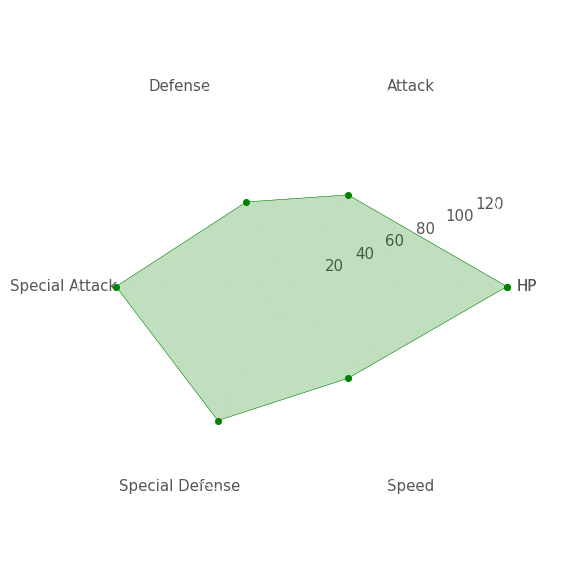 Defense
Attack
120
100
80
60
40
20
Special Attack
HP
Special Defense
Speed